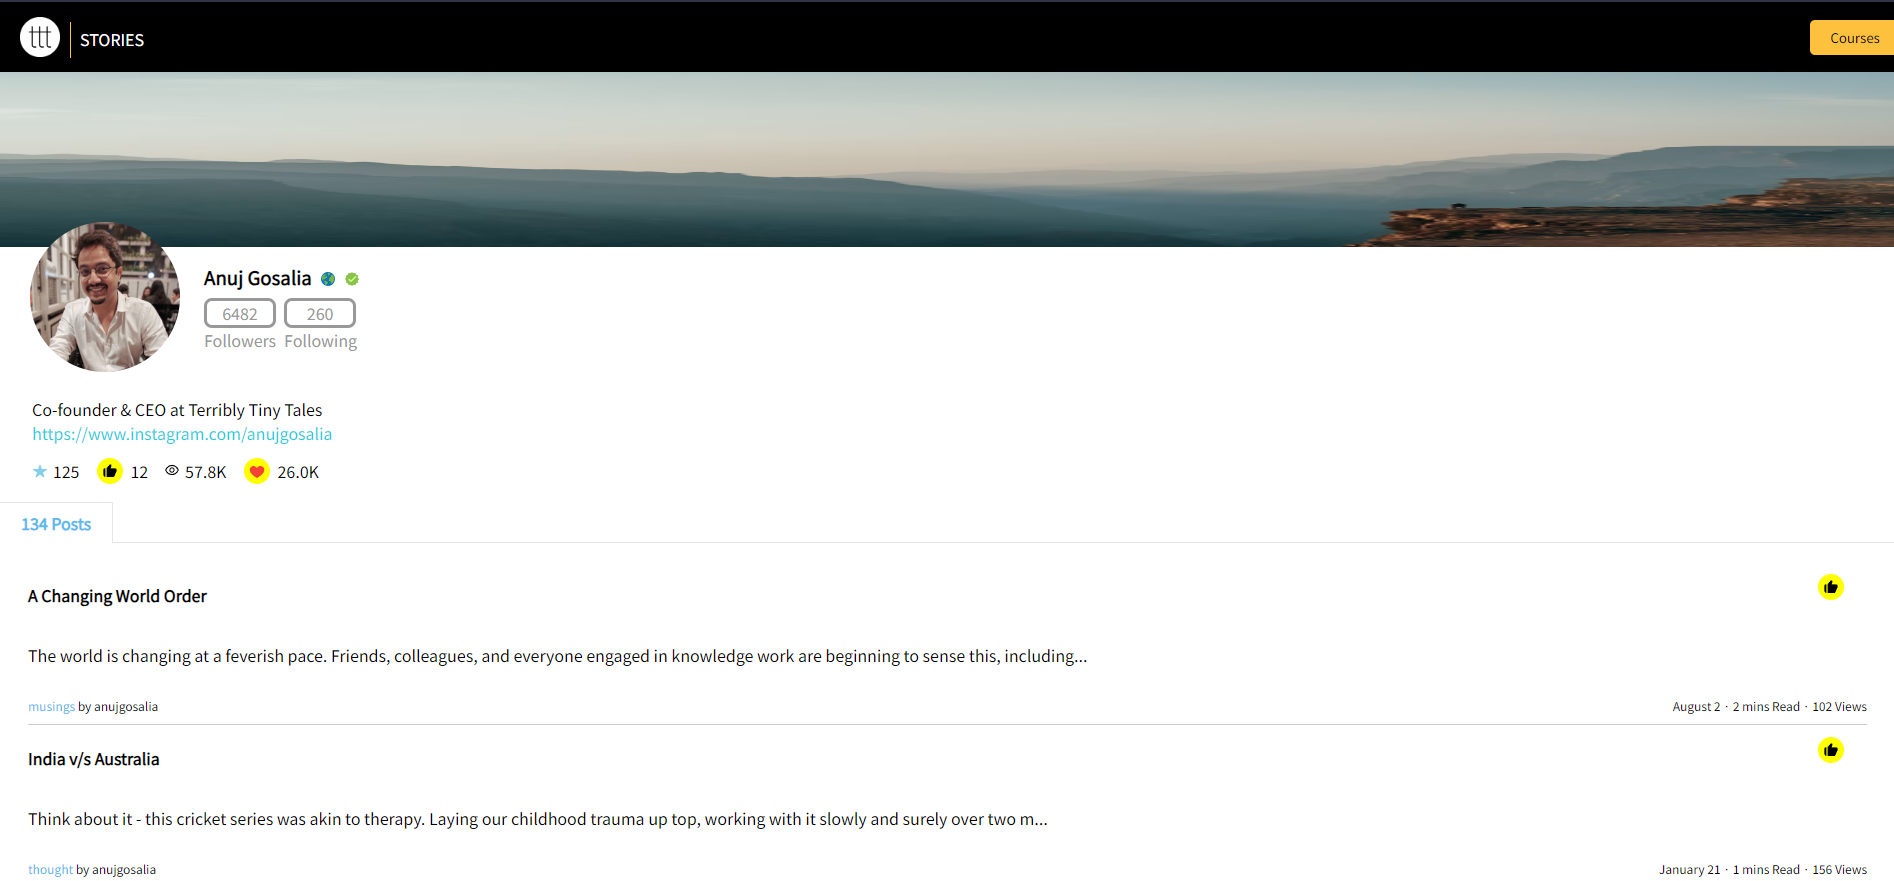 ttt STORIES Courses
Anuj Gosalia
6482 260
Followers Following
Co-founder & CEO at Terribly Tiny Tales
https://www.instagram.com/anujgosalia
125 12 57.8K 26.0K
134 Posts
A Changing World Order
The world is changing at a feverish pace. Friends, colleagues, and everyone engaged in knowledge work are beginning to sense this, including...
musings by anujgosalia August 2 · 2 mins Read · 102 Views
India v/s Australia
Think about it - this cricket series was akin to therapy. Laying our childhood trauma up top, working with it slowly and surely over two m...
thought by anujgosalia January 21 · 1 mins Read · 156 Views